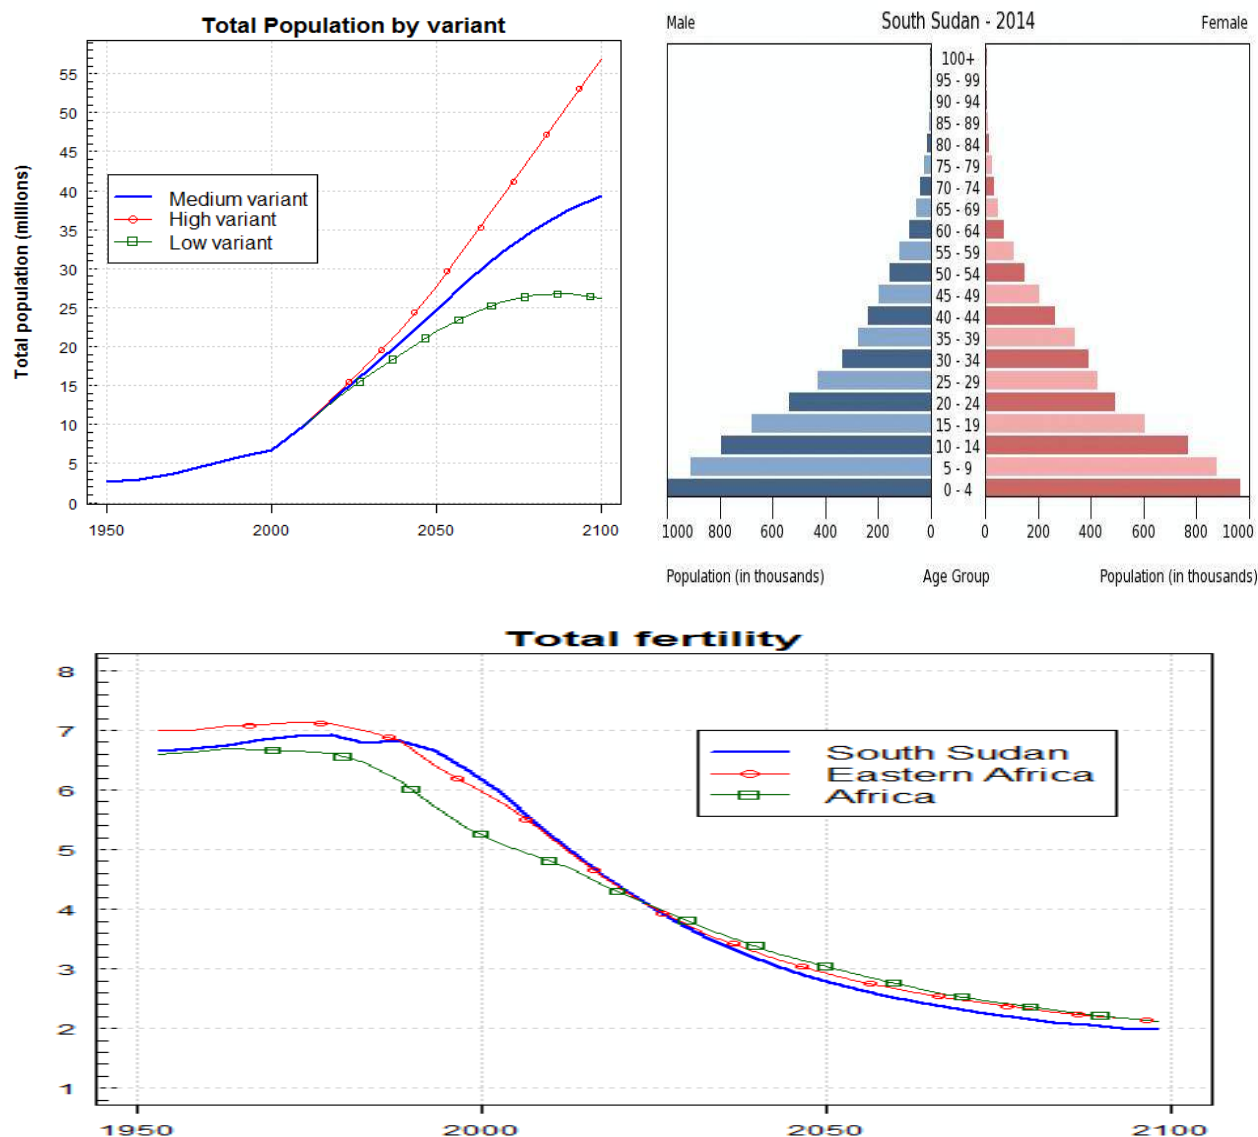 Total Population by variant
Total population (millions)
55
50
45
40
35
30
25
20
15
10
5
0
Medium variant
High variant
Low variant
1950 2000 2050 2100
Male South Sudan - 2014 Female
100+
95 - 99
90 - 94
85 - 89
80 - 84
75 - 79
70 - 74
65 - 69
60 - 64
55 - 59
50 - 54
45 - 49
40 - 44
35 - 39
30 - 34
25 - 29
20 - 24
15 - 19
10 - 14
5 - 9
0 - 4
1000 800 600 400 200 0 0 200 400 600 800 1000
Population (in thousands) Age Group Population (in thousands)
Total fertility
8
7
6
5
4
3
2
1
South Sudan
Eastern Africa
Africa
1950 2000 2050 2100